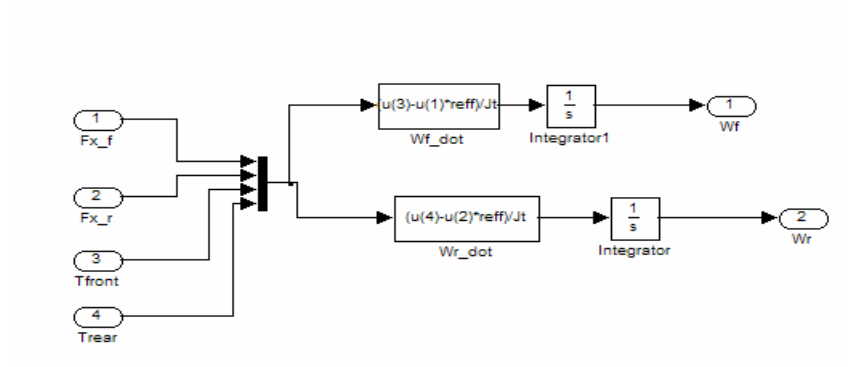 1
Fx_f
2
Fx_r
3
Tfront
4
Trear
(u(3)-u(1)*reff)/Jt
Wf_dot
1
s
Integrator1
1
Wf
(u(4)-u(2)*reff)/Jt
Wr_dot
1
s
Integrator
2
Wr